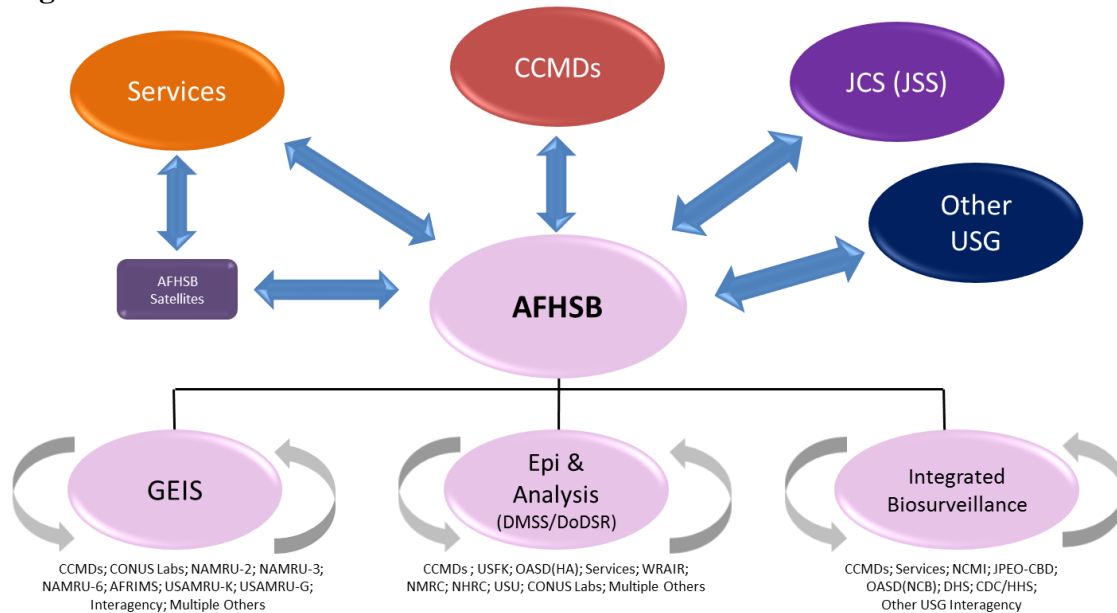 Services
CCMDs
JCS (JSS)
Other
USG
AFHSB
Satellites
AFHSB
GEIS
Epi &
Analysis
(DMSS/DoDSR)
Integrated
Biosurveillance
CCMDs; CONUS Labs; NAMRU-2; NAMRU-3;
NAMRU-6; AFRIMS; USAMRU-K; USAMRU-G;
Interagency; Multiple Others
CCMDs ; USFK; OASD(HA); Services; WRAIR;
NMRC; NHRC; USU; CONUS Labs; Multiple Others
CCMDs; Services; NCMI; JPEO-CBD;
OASD(NCB); DHS; CDC/HHS;
Other USG Interagency